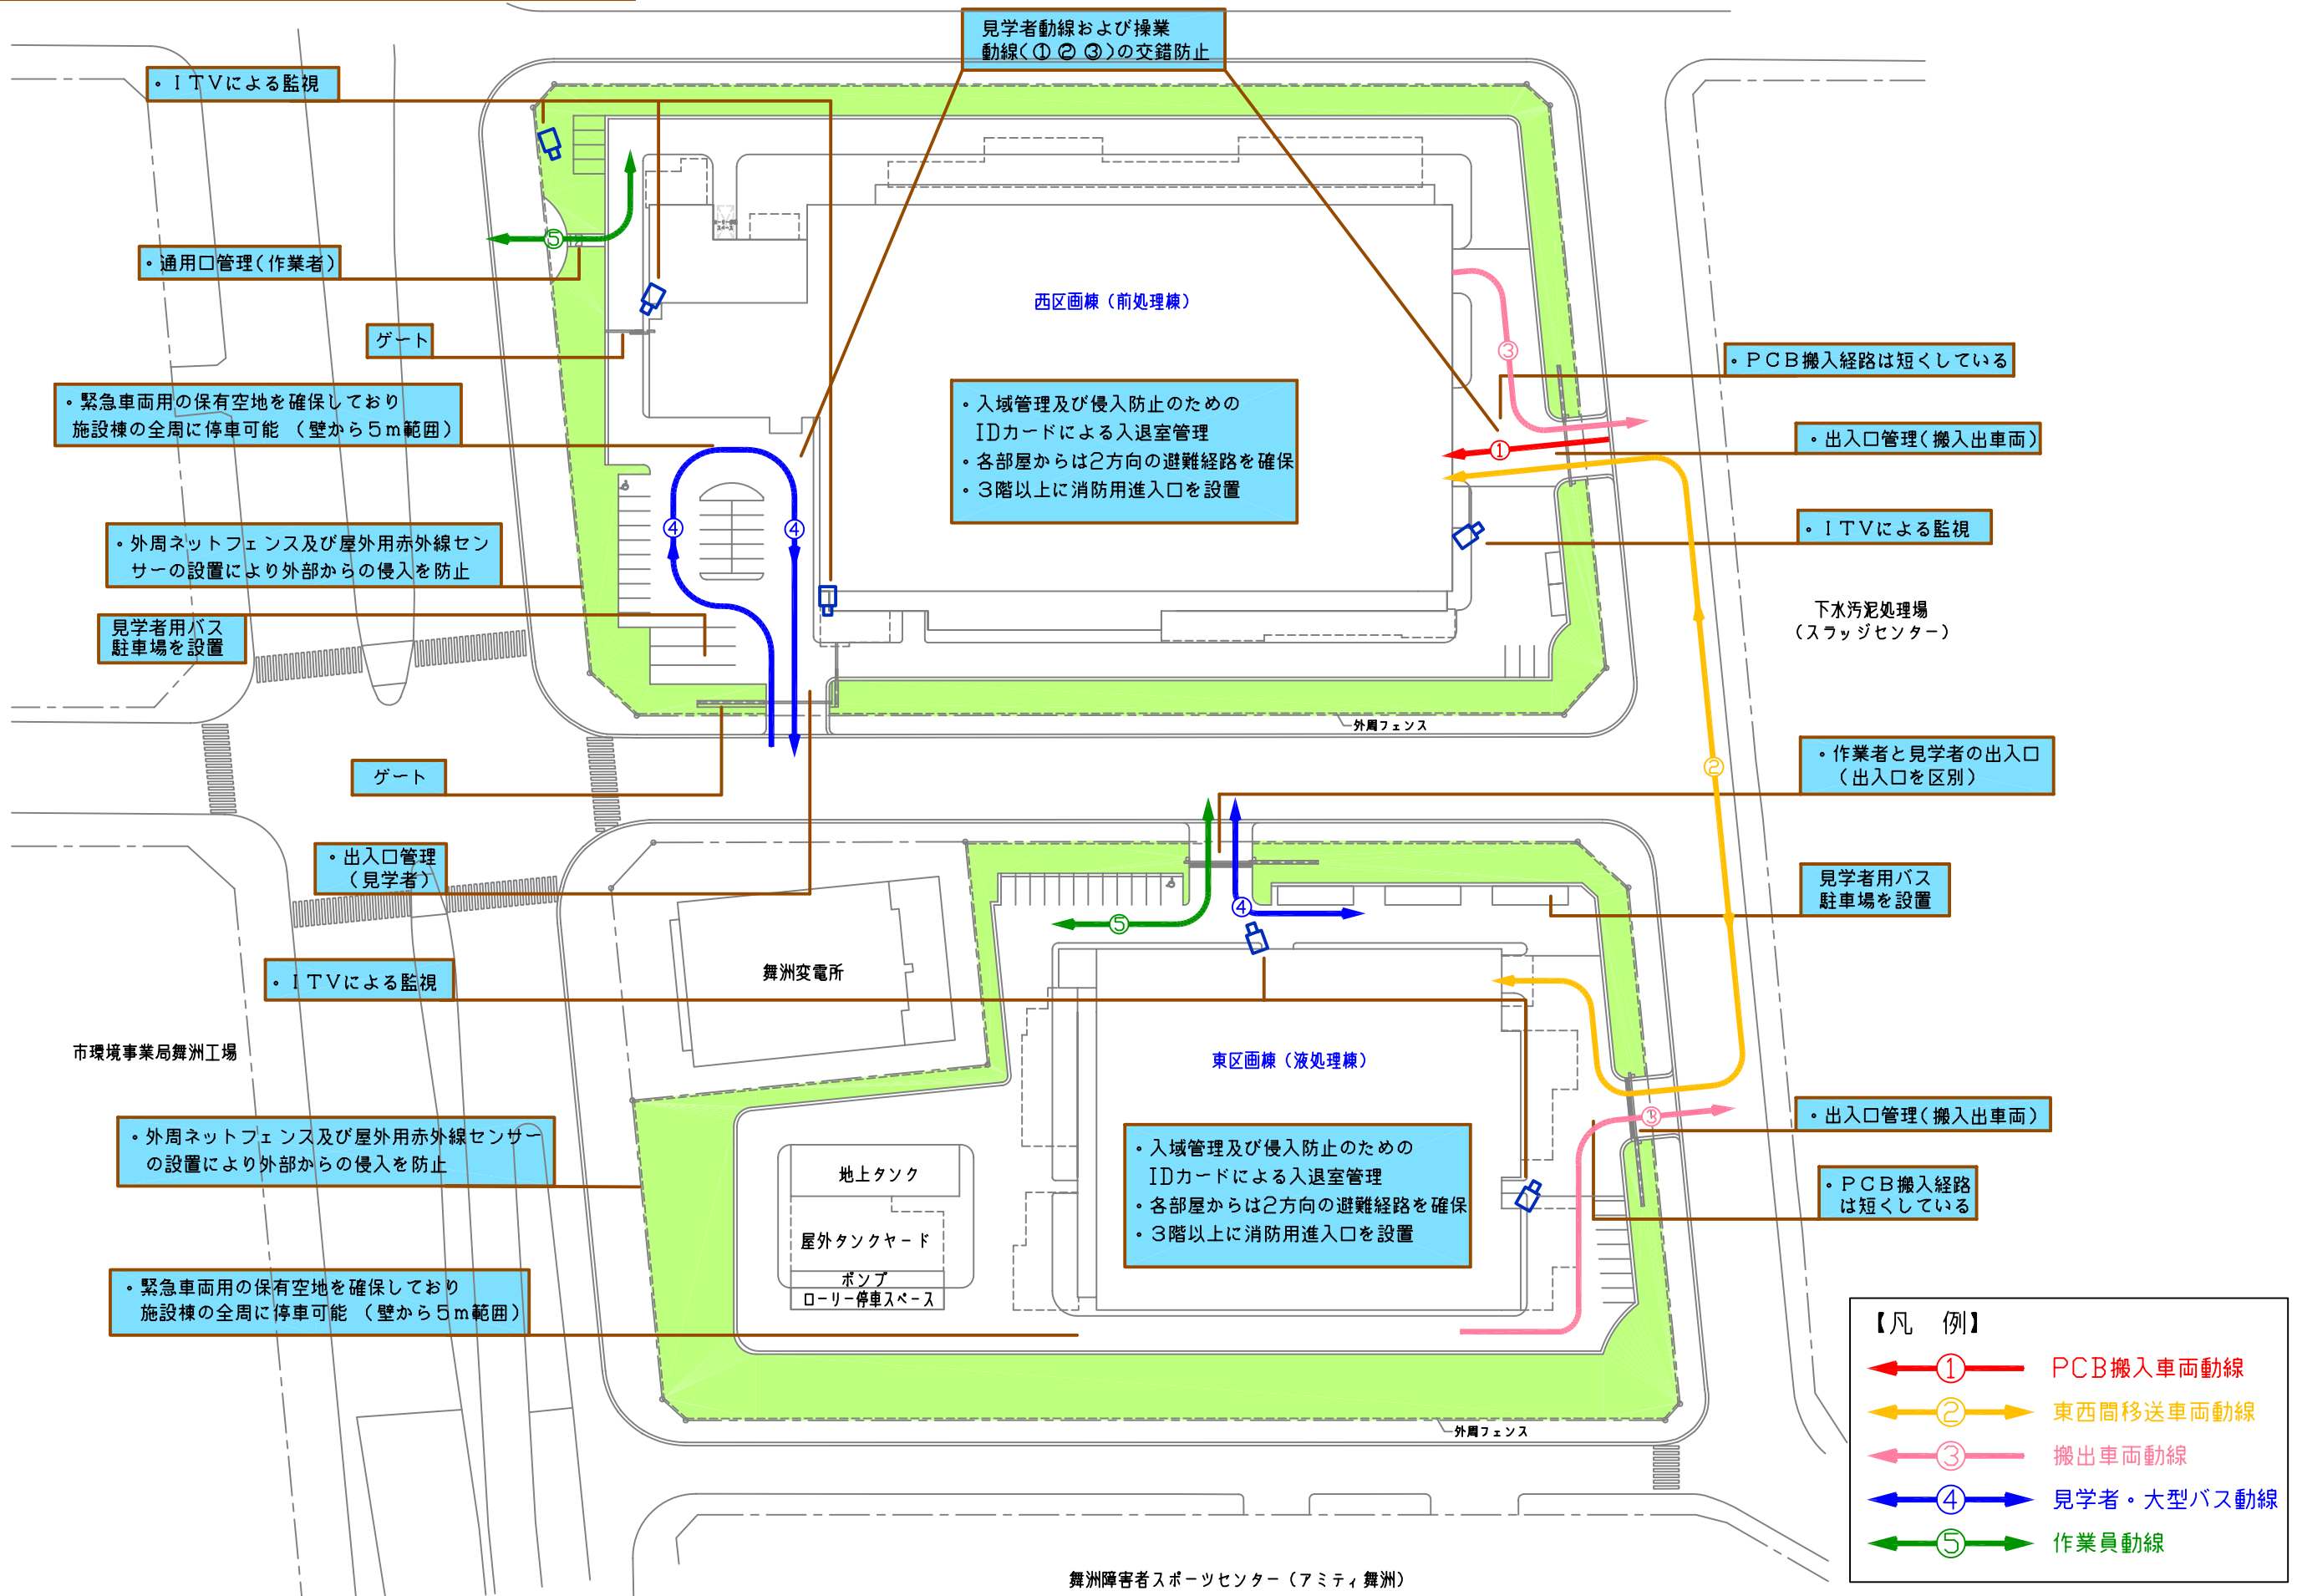 見学者動線および操業
動線(① ② ③)の交錯防止
・ＩＴＶによる監視
・通用口管理(作業者)
ゲート
・緊急車両用の保有空地を確保しており
施設棟の全周に停車可能 （壁から５ｍ範囲）
・外周ネットフェンス及び屋外用赤外線セン
サーの設置により外部からの侵入を防止
見学者用バス
駐車場を設置
⑤
西区画棟（前処理棟）
・入域管理及び侵入防止のための
IDカードによる入退室管理
・各部屋からは2方向の避難経路を確保
・３階以上に消防用進入口を設置
③
①
④
④
・ＰＣＢ搬入経路は短くしている
・出入口管理(搬入出車両)
・ＩＴＶによる監視
下水汚泥処理場
（スラッジセンター）
外周フェンス
ゲート
②
・作業者と見学者の出入口
（出入口を区別）
・出入口管理
（見学者）
見学者用バス
駐車場を設置
④
⑤
舞洲変電所
・ＩＴＶによる監視
市環境事業局舞洲工場
東区画棟（液処理棟）
・外周ネットフェンス及び屋外用赤外線センサー
の設置により外部からの侵入を防止
・入域管理及び侵入防止のための
IDカードによる入退室管理
・各部屋からは2方向の避難経路を確保
・３階以上に消防用進入口を設置
・出入口管理(搬入出車両)
・ＰＣＢ搬入経路
は短くしている
地上タンク
屋外タンクヤード
ポンプ
ローリー停車スペース
・緊急車両用の保有空地を確保しており
施設棟の全周に停車可能 （壁から５ｍ範囲）
外周フェンス
舞洲障害者スポーツセンター（アミティ舞洲）
【凡　例】
① PCB搬入車両動線
② 東西間移送車両動線
③ 搬出車両動線
④ 見学者・大型バス動線
⑤ 作業員動線